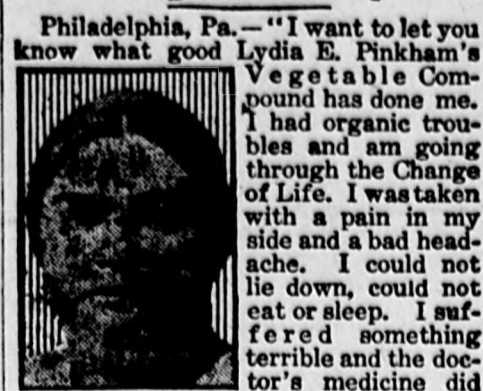 Philadelphia, Pa.—"I want to let you
know what good Lydia E. Pinkham's
Vegetable Com-
pound has done me.
I had organic trou-
bles and am going
through the Change
of Life. I was taken
with a pain in my
side and a bad head-
ache. I could not
lie down, could not
eat or sleep. I suf-
fered something
terrible and the doc-
tor's medicine did